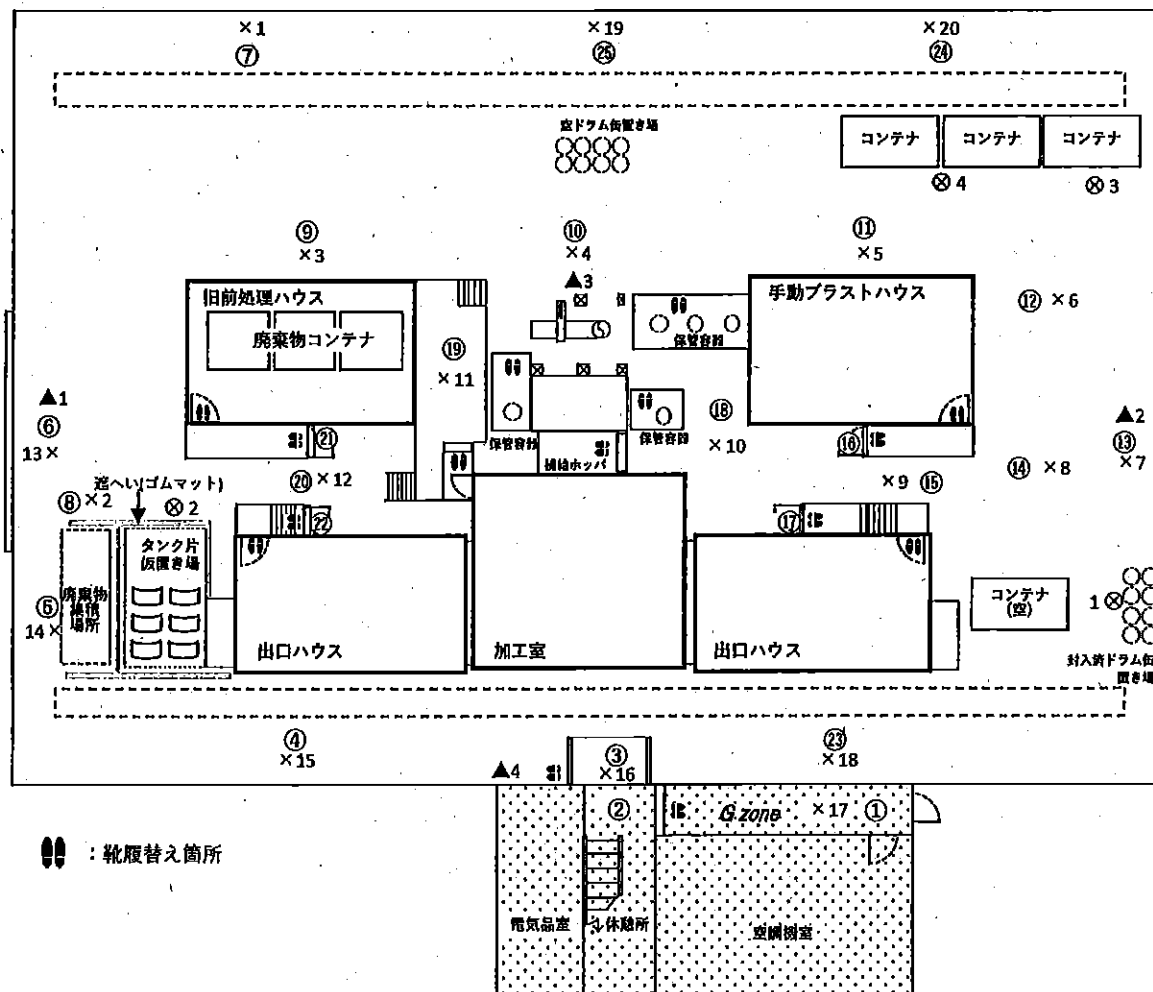 ×1
×19
×20
⑦
㉕
㉔
空ドラム缶置き場
コンテナ
コンテナ
コンテナ
⊗4
⊗3
⑨
×3
⑩
×4
▲3
⑪
×5
旧前処理ハウス
廃棄物コンテナ
手動ブラストハウス
⑫ ×6
保管容器
⑲
×11
▲1
⑥
13×
⑱
×10
▲2
⑬
×7
保管容器
保管容器
補給ホッパ
㉑
⑯
⑭ ×8
⑳ ×12
×9 ⑮
遮へい(ゴムマット)
⑧ ×2
⊗2
㉒
⑰
タンク片
仮置き場
廃棄物
集積
場所
⑤
14×
コンテナ
(空)
1⊗
出口ハウス
加工室
出口ハウス
封入済ドラム缶
置き場
④
×15
③
×16
㉓
×18
▲4
②
G zone
×17 ①
:靴履替え箇所
電気品室
休憩所
空調機室